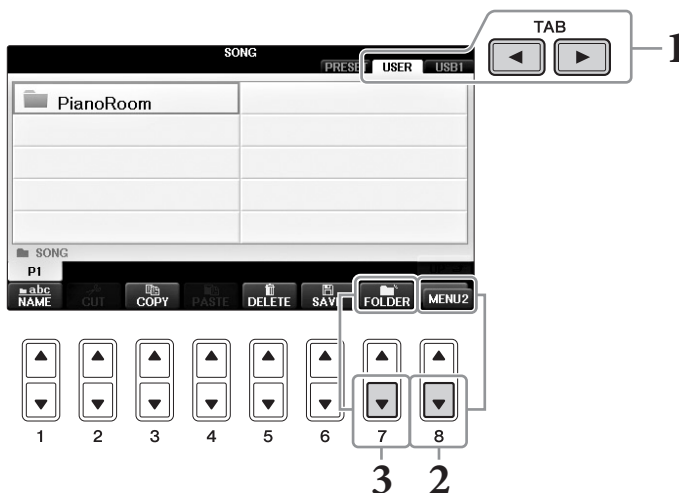 TAB
1
SONG
PRESET USER USB1
PianoRoom
SONG
P1
abc
NAME CUT COPY PASTE DELETE SAVE FOLDER MENU2
1 2 3 4 5 6 7 8
3 2